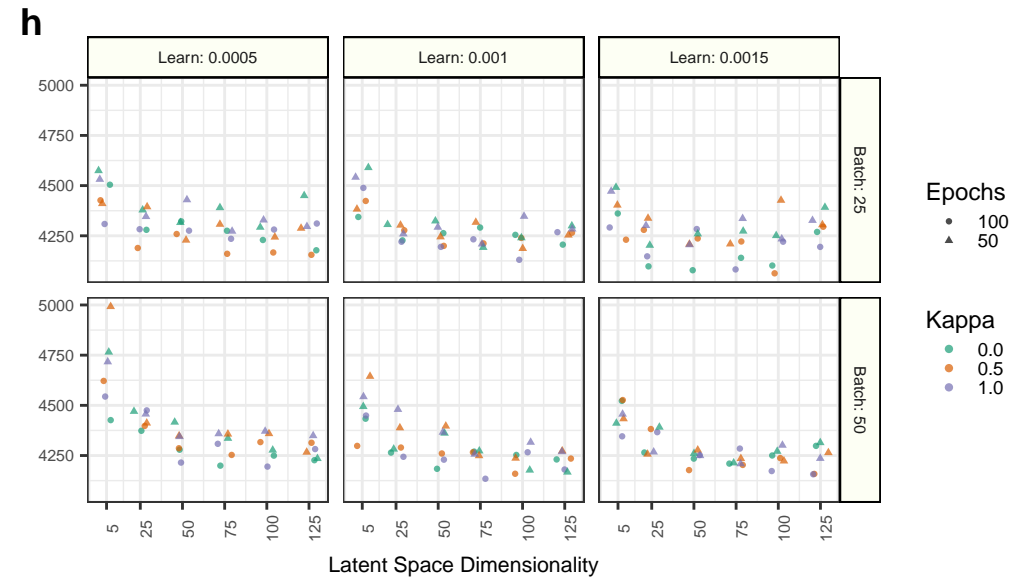 h
Learn: 0.0005
Learn: 0.001
Learn: 0.0015
5000
4750
4500
4250
Batch: 25
5000
4750
4500
4250
Batch: 50
5 25 50 75 100 125
5 25 50 75 100 125
5 25 50 75 100 125
Latent Space Dimensionality
Epochs
100
50
Kappa
0.0
0.5
1.0